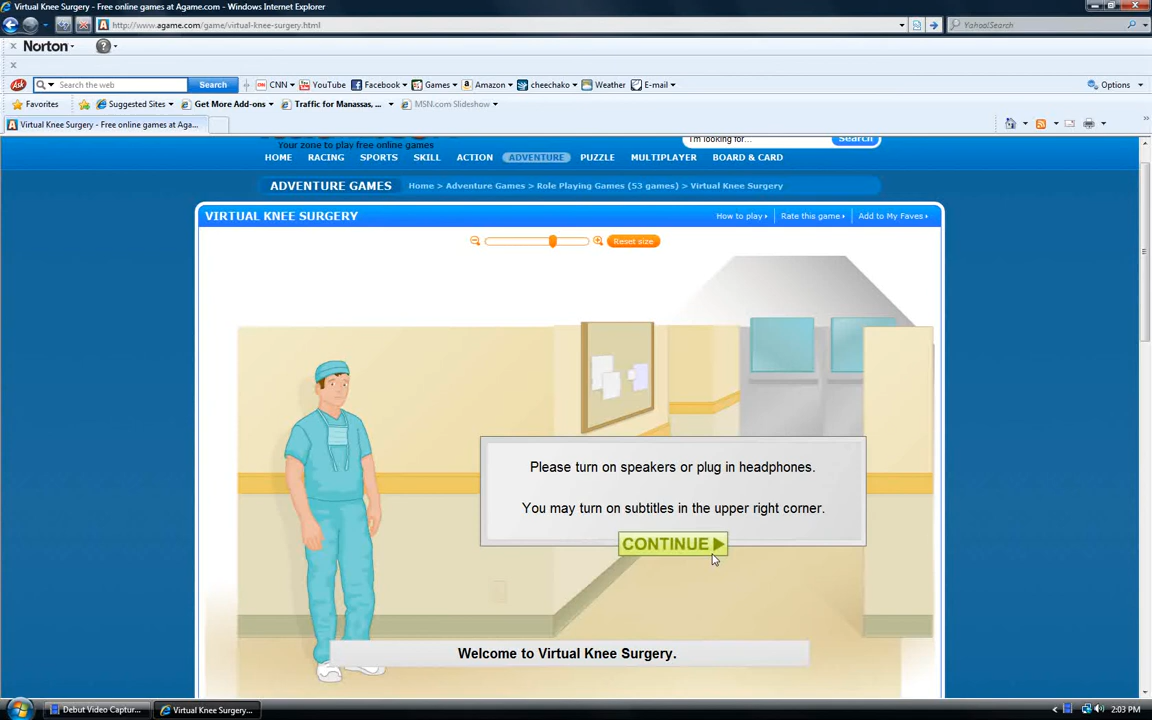 Virtual Knee Surgery - Free online games at Agame.com - Windows Internet Explorer
http://www.agame.com/game/virtual-knee-surgery.html
Yahoo! Search
Norton
Ask Search the web Search CNN YouTube Facebook Games Amazon cheechako Weather E-mail Options
Favorites Suggested Sites Get More Add-ons Traffic for Manassas, ... MSN.com Slideshow
Virtual Knee Surgery - Free online games at Aga...
Your zone to play free online games
I'm looking for... Search
HOME RACING SPORTS SKILL ACTION ADVENTURE PUZZLE MULTIPLAYER BOARD & CARD
ADVENTURE GAMES Home > Adventure Games > Role Playing Games (53 games) > Virtual Knee Surgery
VIRTUAL KNEE SURGERY How to play Rate this game Add to My Faves
Reset size
Please turn on speakers or plug in headphones.
You may turn on subtitles in the upper right corner.
CONTINUE
Welcome to Virtual Knee Surgery.
Debut Video Captur... Virtual Knee Surgery... 2:03 PM